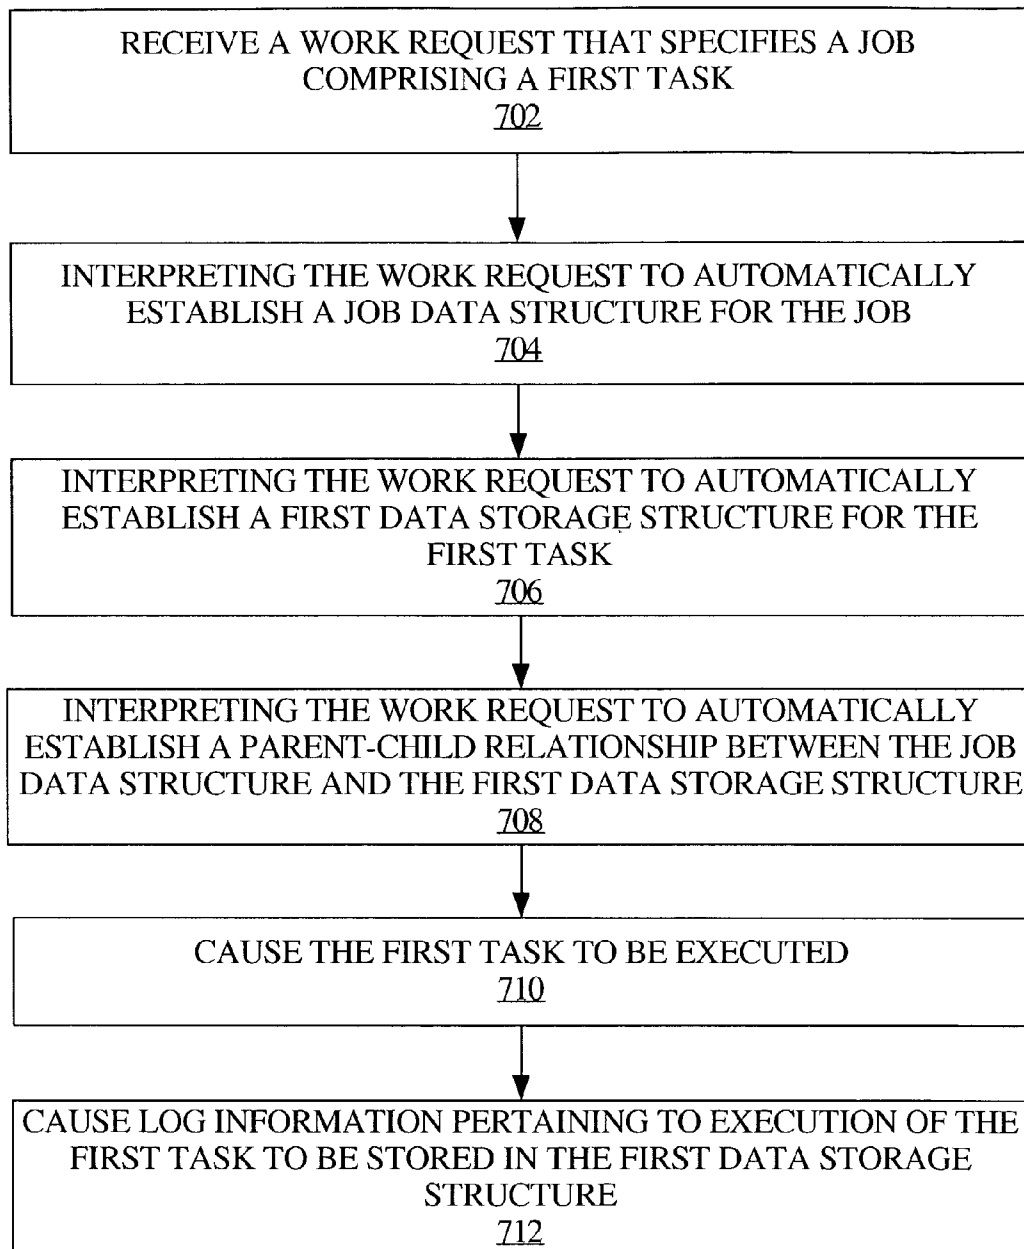 RECEIVE A WORK REQUEST THAT SPECIFIES A JOB
COMPRISING A FIRST TASK
702
INTERPRETING THE WORK REQUEST TO AUTOMATICALLY
ESTABLISH A JOB DATA STRUCTURE FOR THE JOB
704
INTERPRETING THE WORK REQUEST TO AUTOMATICALLY
ESTABLISH A FIRST DATA STORAGE STRUCTURE FOR THE
FIRST TASK
706
INTERPRETING THE WORK REQUEST TO AUTOMATICALLY
ESTABLISH A PARENT-CHILD RELATIONSHIP BETWEEN THE JOB
DATA STRUCTURE AND THE FIRST DATA STORAGE STRUCTURE
708
CAUSE THE FIRST TASK TO BE EXECUTED
710
CAUSE LOG INFORMATION PERTAINING TO EXECUTION OF THE
FIRST TASK TO BE STORED IN THE FIRST DATA STORAGE
STRUCTURE
712